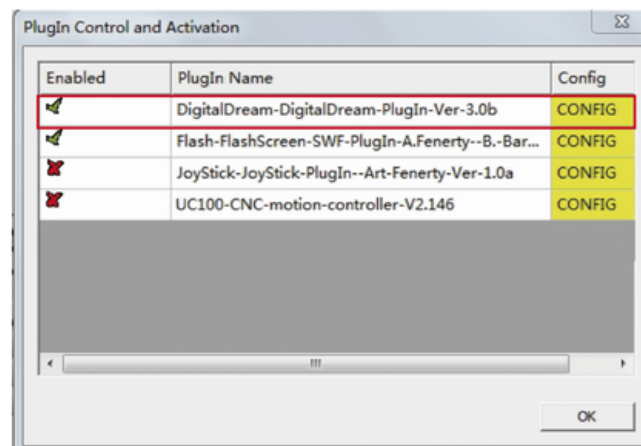 PlugIn Control and Activation
Enabled PlugIn Name Config
DigitalDream-DigitalDream-PlugIn-Ver-3.0b CONFIG
Flash-FlashScreen-SWF-PlugIn-A.Fenerty--B.-Bar... CONFIG
JoyStick-JoyStick-PlugIn--Art-Fenerty-Ver-1.0a CONFIG
UC100-CNC-motion-controller-V2.146 CONFIG
OK